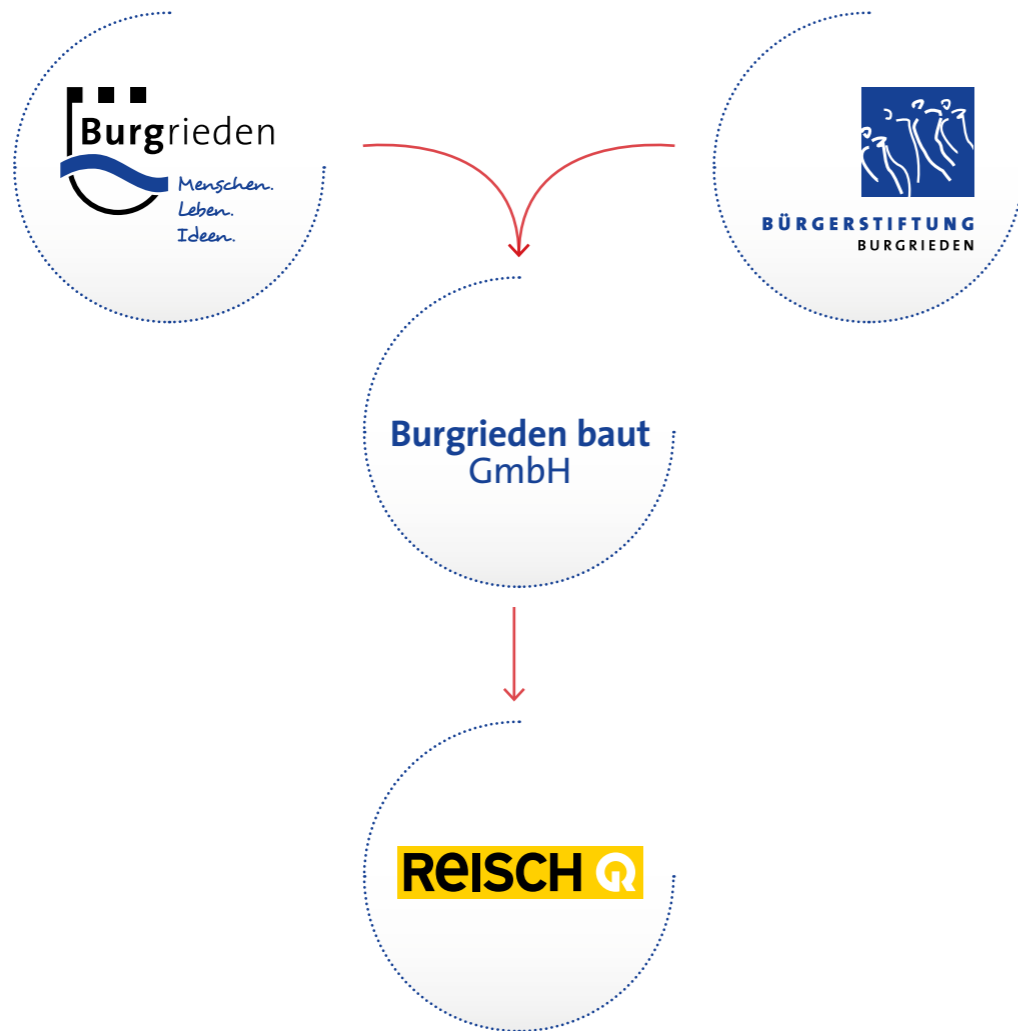 Burgrieden
Menschen.
Leben.
Ideen.
BÜRGERSTIFTUNG
BURGRIEDEN
Burgrieden baut
GmbH
REISCH